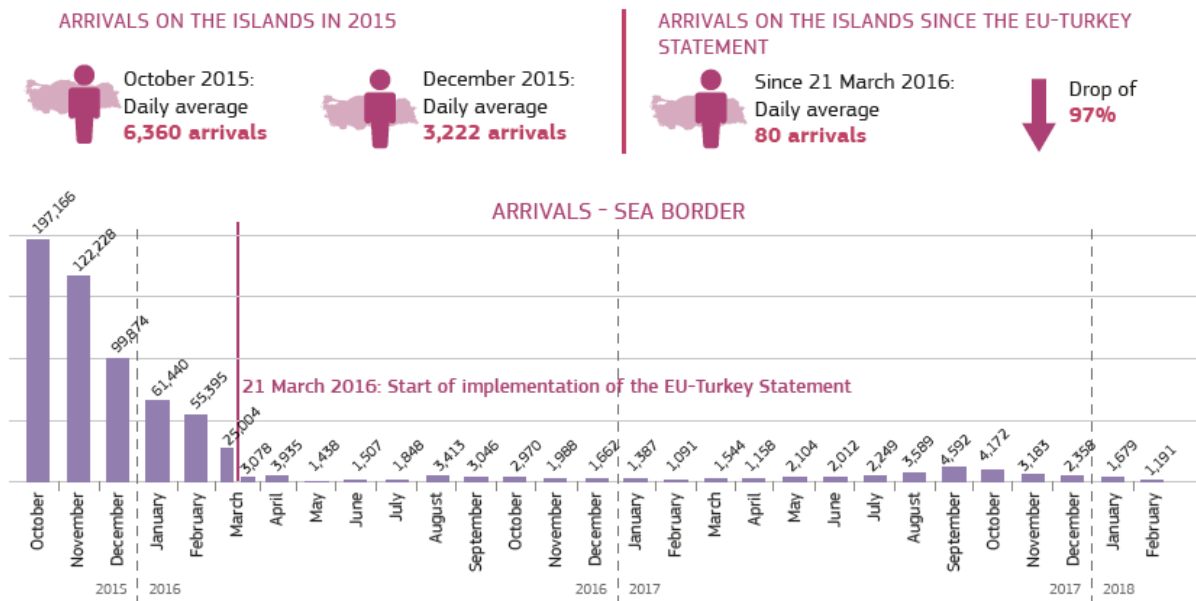 ARRIVALS ON THE ISLANDS IN 2015
October 2015:
Daily average
6,360 arrivals
December 2015:
Daily average
3,222 arrivals
ARRIVALS ON THE ISLANDS SINCE THE EU-TURKEY
STATEMENT
Since 21 March 2016:
Daily average
80 arrivals
Drop of
97%
ARRIVALS - SEA BORDER
197,166
122,228
99,874
61,440
55,395
25,004
3,078
3,935
1,438
1,507
1,848
3,413
3,046
2,970
1,988
1,662
1,387
1,091
1,544
1,158
2,104
2,012
2,249
3,589
4,592
4,172
3,183
2,358
1,679
1,191
21 March 2016: Start of implementation of the EU-Turkey Statement
October
November
December
January
February
March
April
May
June
July
August
September
October
November
December
January
February
March
April
May
June
July
August
September
October
November
December
January
February
2015
2016
2016
2017
2017
2018